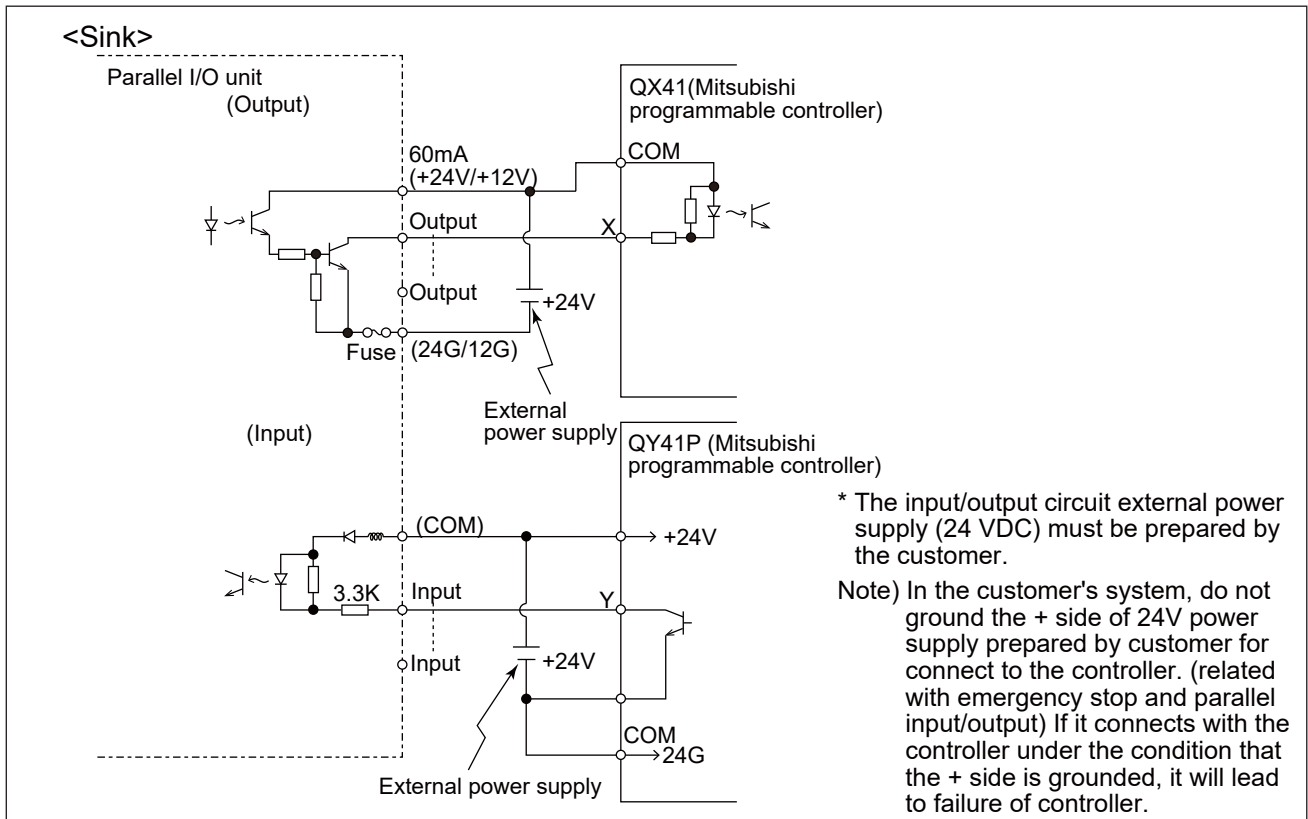 <Sink>
Parallel I/O unit
(Output)
QX41(Mitsubishi
programmable controller)
60mA
(+24V/+12V)
COM
Output
X
Output
+24V
Fuse
(24G/12G)
External
power supply
(Input)
QY41P (Mitsubishi
programmable controller)
(COM)
+24V
3.3K
Input
Y
Input
+24V
COM
24G
External power supply
* The input/output circuit external power
supply (24 VDC) must be prepared by
the customer.
Note) In the customer's system, do not
ground the + side of 24V power
supply prepared by customer for
connect to the controller. (related
with emergency stop and parallel
input/output) If it connects with the
controller under the condition that
the + side is grounded, it will lead
to failure of controller.